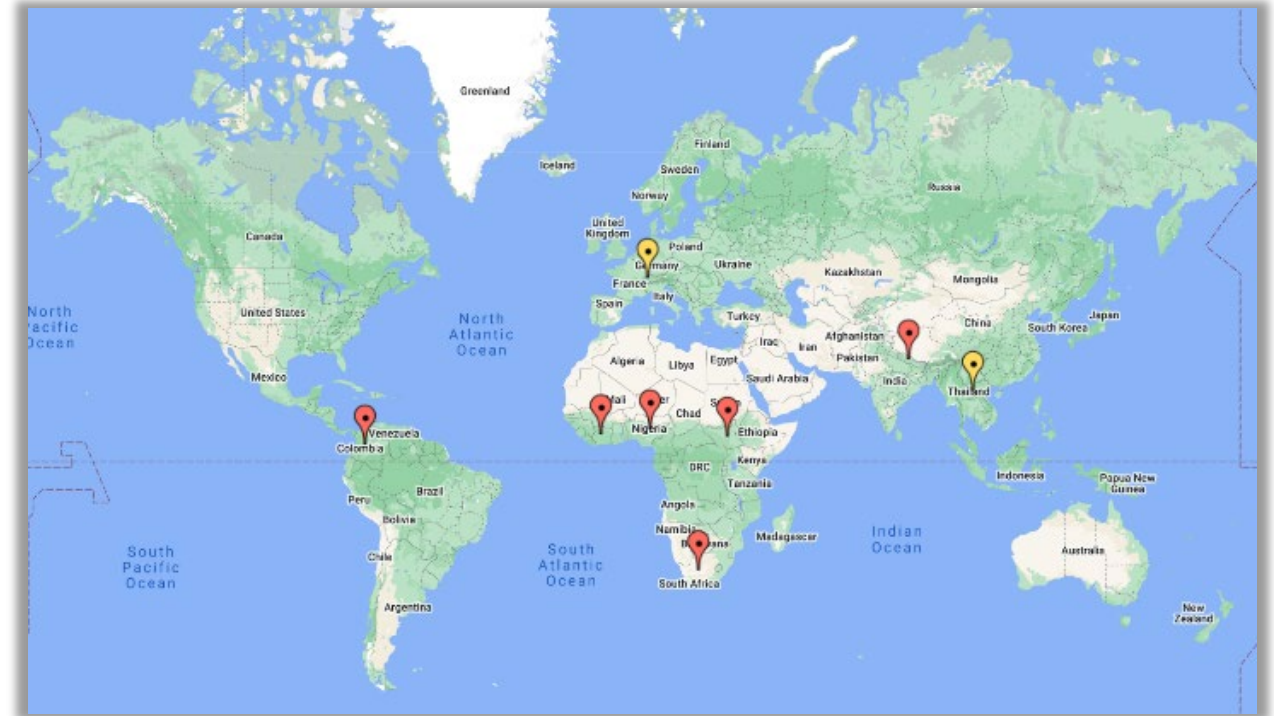 Greenland
Iceland
Finland
Sweden
Norway
Russia
United
Kingdom
Canada
Poland
Germany
Ukraine
France
Kazakhstan
Mongolia
Italy
Spain
North
Pacific
Ocean
United States
North
Atlantic
Ocean
Turkey
China
Japan
South Korea
Iraq
Iran
Afghanistan
Pakistan
Algeria
Libya
Egypt
Saudi Arabia
Mexico
India
Thailand
Mali
Chad
Nigeria
Ethiopia
Venezuela
Colombia
Kenya
DRC
Tanzania
Indonesia
Papua New
Guinea
Peru
Brazil
Angola
Bolivia
Namibia
Madagascar
Indian
Ocean
South
Pacific
Ocean
Chile
South
Atlantic
Ocean
Australia
South Africa
Argentina
New
Zealand